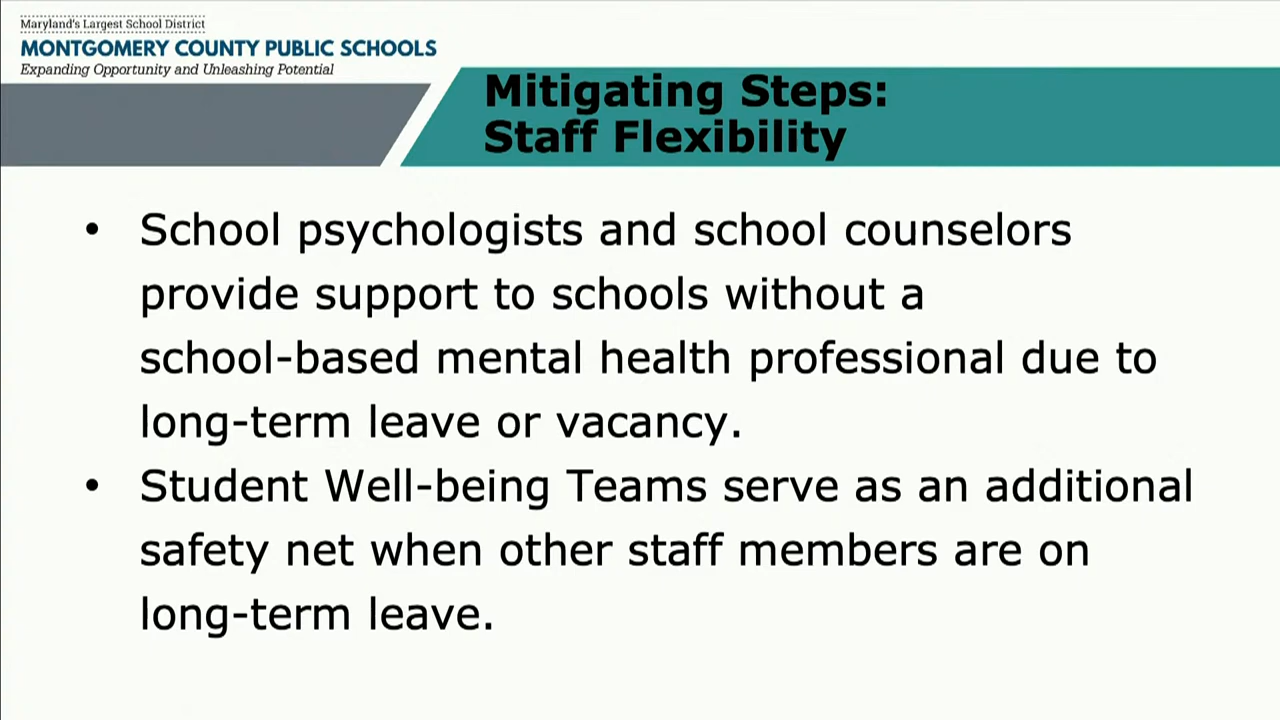 Maryland's Largest School District
MONTGOMERY COUNTY PUBLIC SCHOOLS
Expanding Opportunity and Unleashing Potential
Mitigating Steps:
Staff Flexibility
• School psychologists and school counselors
provide support to schools without a
school-based mental health professional due to
long-term leave or vacancy.
• Student Well-being Teams serve as an additional
safety net when other staff members are on
long-term leave.